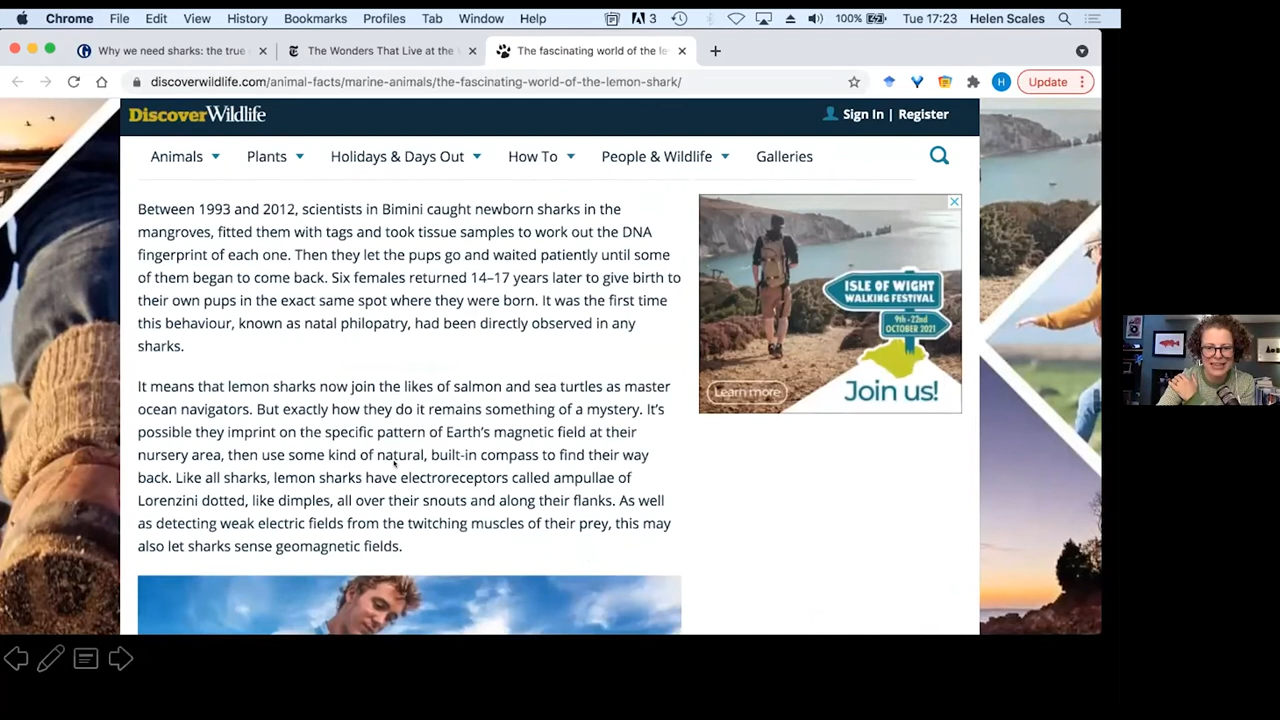 Chrome File Edit View History Bookmarks Profiles Tab Window Help 3 100% Tue 17:23 Helen Scales
Why we need sharks: the true The Wonders That Live at the The fascinating world of the le
discoverwildlife.com/animal-facts/marine-animals/the-fascinating-world-of-the-lemon-shark/ H Update
DiscoverWildlife Sign In | Register
Animals Plants Holidays & Days Out How To People & Wildlife Galleries
Between 1993 and 2012, scientists in Bimini caught newborn sharks in the
mangroves, fitted them with tags and took tissue samples to work out the DNA
fingerprint of each one. Then they let the pups go and waited patiently until some
of them began to come back. Six females returned 14–17 years later to give birth to
their own pups in the exact same spot where they were born. It was the first time
this behaviour, known as natal philopatry, had been directly observed in any
sharks.
It means that lemon sharks now join the likes of salmon and sea turtles as master
ocean navigators. But exactly how they do it remains something of a mystery. It's
possible they imprint on the specific pattern of Earth's magnetic field at their
nursery area, then use some kind of natural, built-in compass to find their way
back. Like all sharks, lemon sharks have electroreceptors called ampullae of
Lorenzini dotted, like dimples, all over their snouts and along their flanks. As well
as detecting weak electric fields from the twitching muscles of their prey, this may
also let sharks sense geomagnetic fields.
ISLE OF WIGHT
WALKING FESTIVAL
9th - 22nd
OCTOBER 2021
Learn more
Join us!